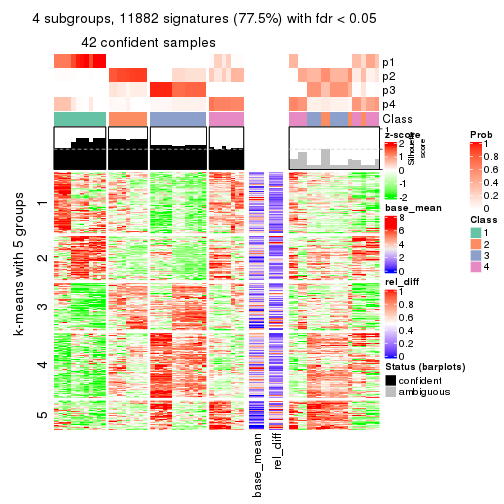 4 subgroups, 11882 signatures (77.5%) with fdr < 0.05
42 confident samples
p1
p2
p3
p4
Class
1
Silhouette
score
k-means with 5 groups
1
2
3
4
5
base_mean
rel_diff
z-score
2
1
0
-1
-2
base_mean
8
6
4
2
0
rel_diff
1
0.8
0.6
0.4
0.2
0
Status (barplots)
confident
ambiguous
Prob
1
0.8
0.6
0.4
0.2
0
Class
1
2
3
4